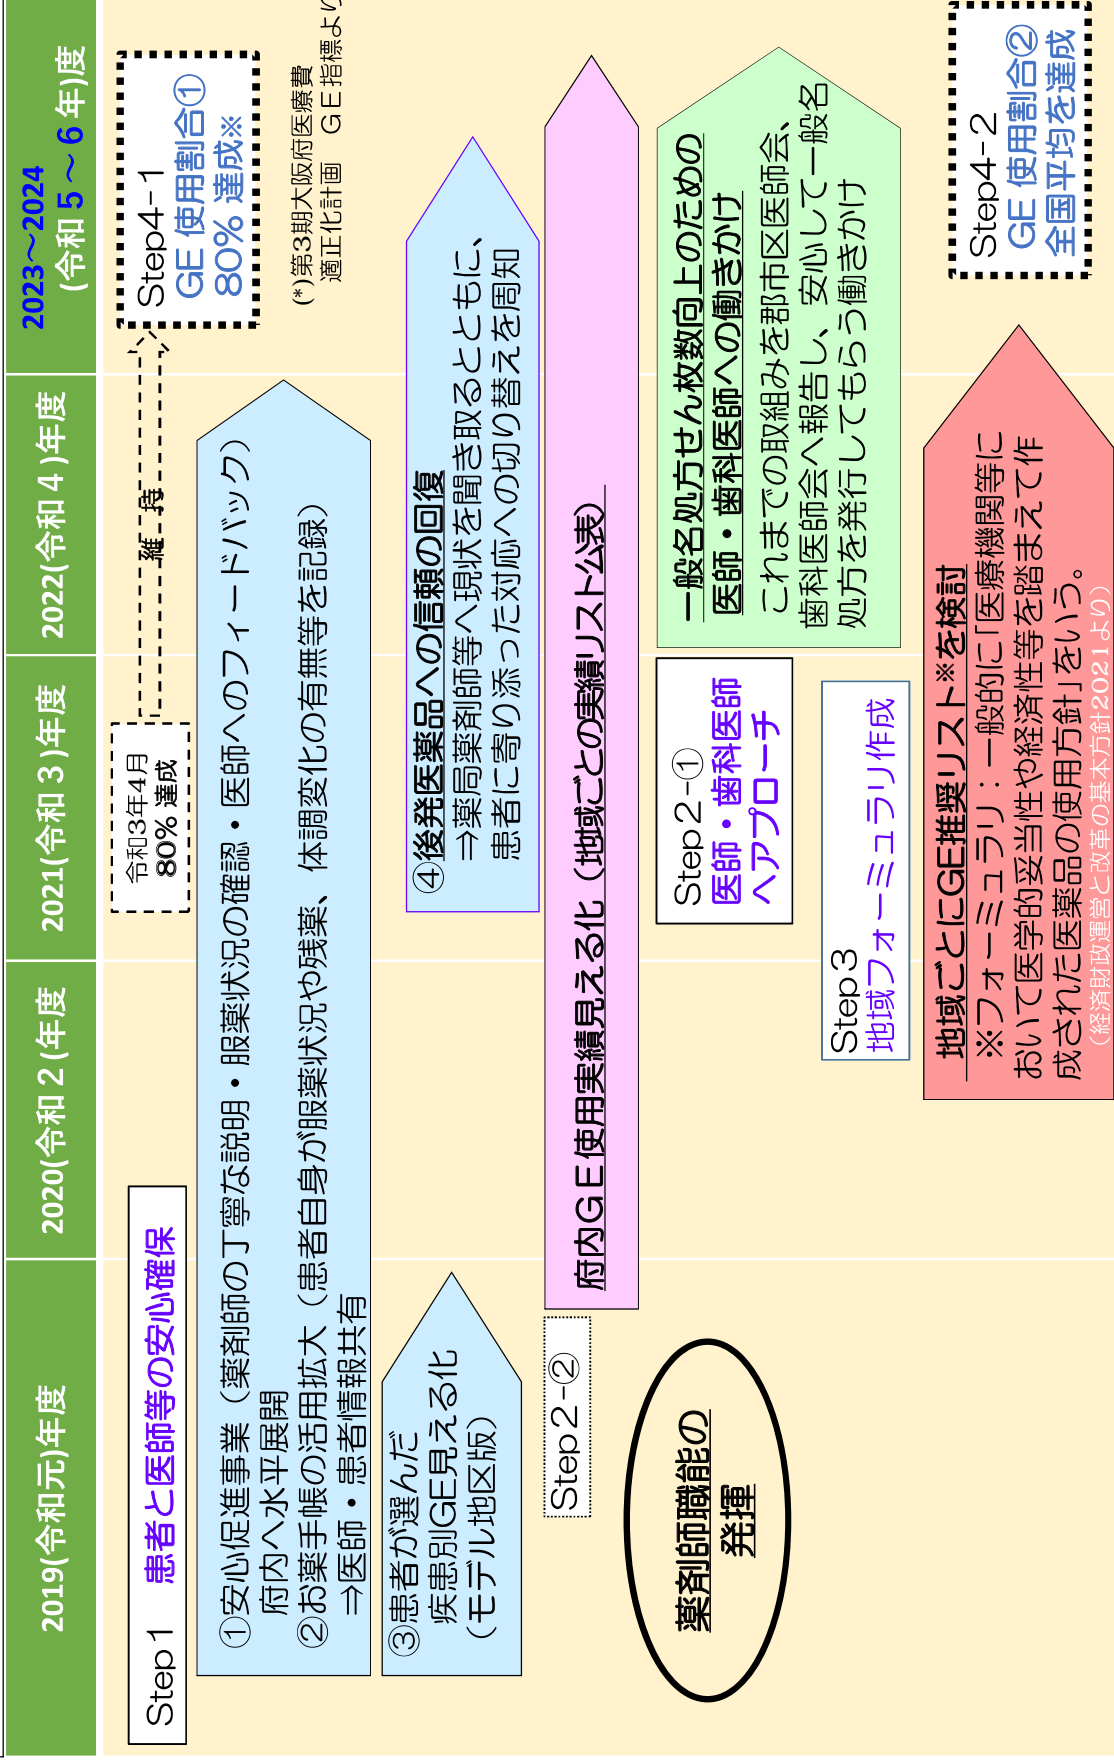 2019(令和元)年度
2020(令和２(年度
2021(令和３)年度
2022(令和４)年度
2023～2024
(令和５～６年)度
Step１　患者と医師等の安心確保
令和3年4月
80% 達成
維　持
Step4-1
GE 使用割合①
80% 達成※
(*)第3期大阪府医療費
適正化計画　GE指標より
①安心促進事業（薬剤師の丁寧な説明・服薬状況の確認・医師へのフィードバック）
府内へ水平展開
②お薬手帳の活用拡大（患者自身が服薬状況や残薬、体調変化の有無等を記録）
⇒医師・患者情報共有
③患者が選んだ
疾患別GE見える化
（モデル地区版）
④後発医薬品への信頼の回復
⇒薬局薬剤師等へ現状を聞き取るとともに、
患者に寄り添った対応への切り替えを周知
Step２-②
府内ＧＥ使用実績見える化（地域ごとの実績リスト公表）
薬剤師職能の
発揮
Step２-①
医師・歯科医師
へアプローチ
一般名処方せん枚数向上のための
医師・歯科医師への働きかけ
これまでの取組みを郡市区医師会、
歯科医師会へ報告し、安心して一般名
処方を発行してもらう働きかけ
Step３
地域フォーミュラリ作成
地域ごとにGE推奨リスト※を検討
※フォーミュラリ：一般的に「医療機関等に
おいて医学的妥当性や経済性等を踏まえて作
成された医薬品の使用方針」をいう。
（経済財政運営と改革の基本方針2021より）
Step4-2
GE 使用割合②
全国平均を達成